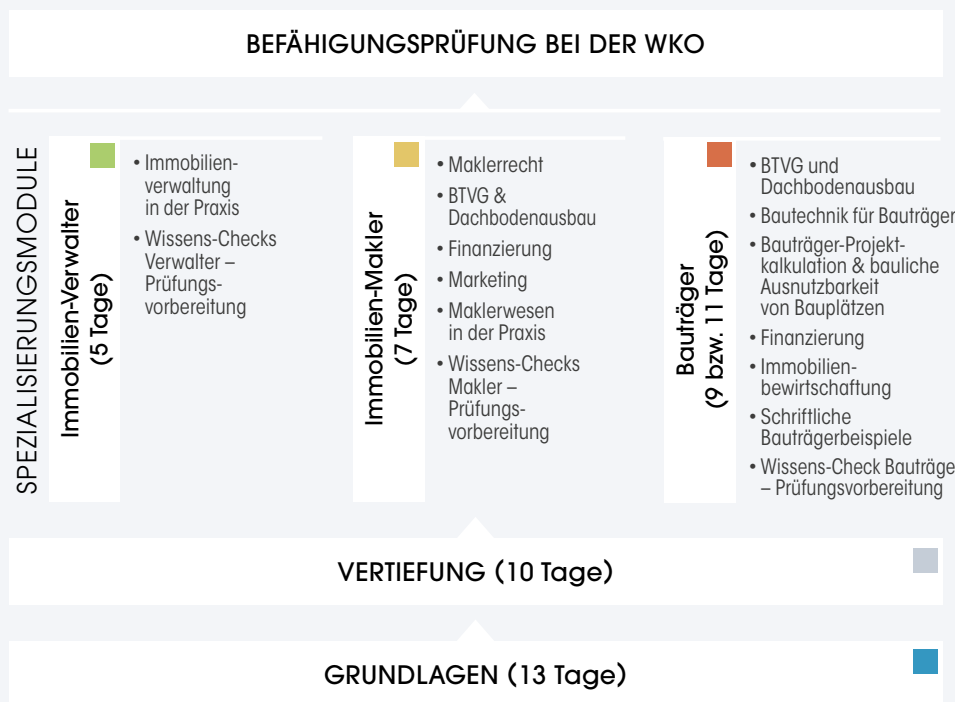 BEFÄHIGUNGSPRÜFUNG BEI DER WKO
SPEZIALISIERUNGSMODULE
Immobilien-Verwalter
(5 Tage)
• Immobilien-
verwaltung
in der Praxis
• Wissens-Checks
Verwalter –
Prüfungs-
vorbereitung
Immobilien-Makler
(7 Tage)
• Maklerrecht
• BTVG &
Dachbodenausbau
• Finanzierung
• Marketing
• Maklerwesen
in der Praxis
• Wissens-Checks
Makler –
Prüfungs-
vorbereitung
Bauträger
(9 bzw. 11 Tage)
• BTVG und
Dachbodenausbau
• Bautechnik für Bauträger
• Bauträger-Projekt-
kalkulation & bauliche
Ausnutzbarkeit
von Bauplätzen
• Finanzierung
• Immobilien-
bewirtschaftung
• Schriftliche
Bauträgerbeispiele
• Wissens-Check Bauträge
– Prüfungsvorbereitung
VERTIEFUNG (10 Tage)
GRUNDLAGEN (13 Tage)